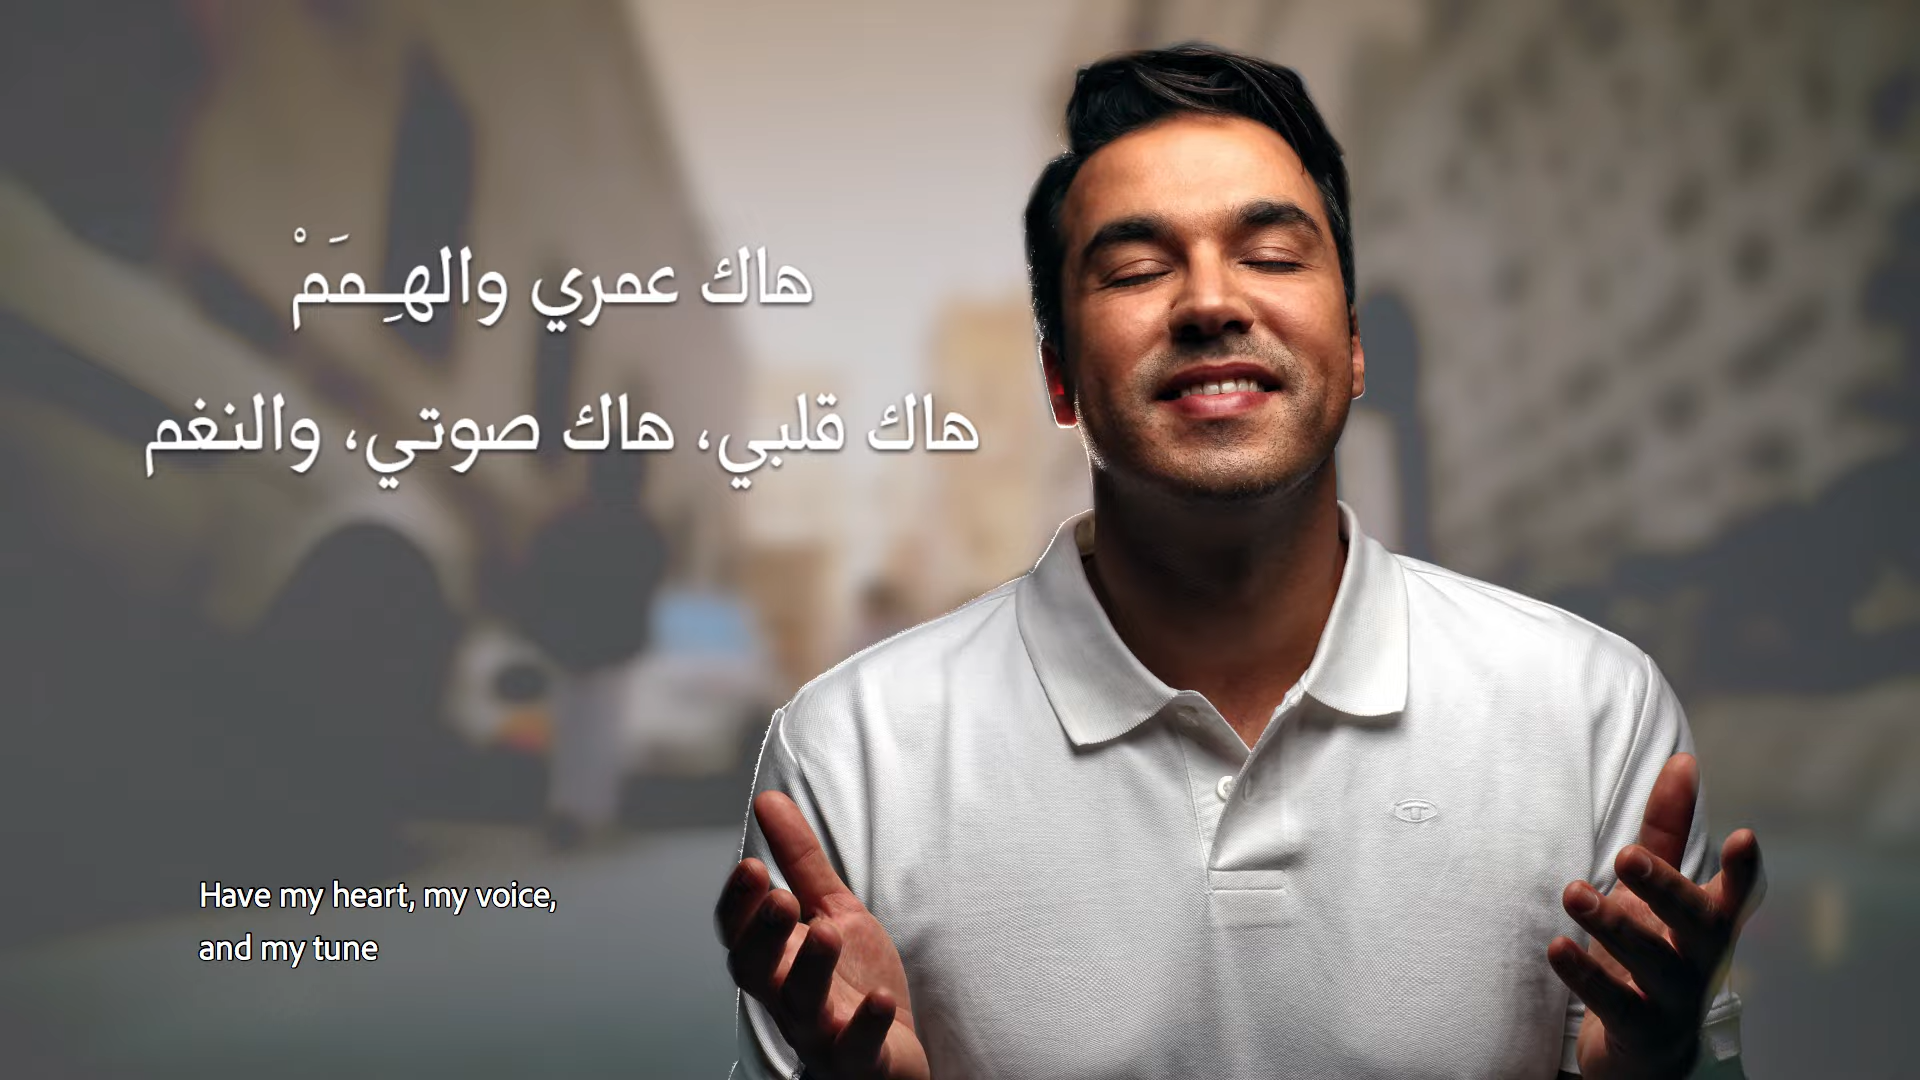 هاك عمري والهِـمَمْ
هاك قلبي، هاك صوتي، والنغم
Have my heart, my voice,
and my tune